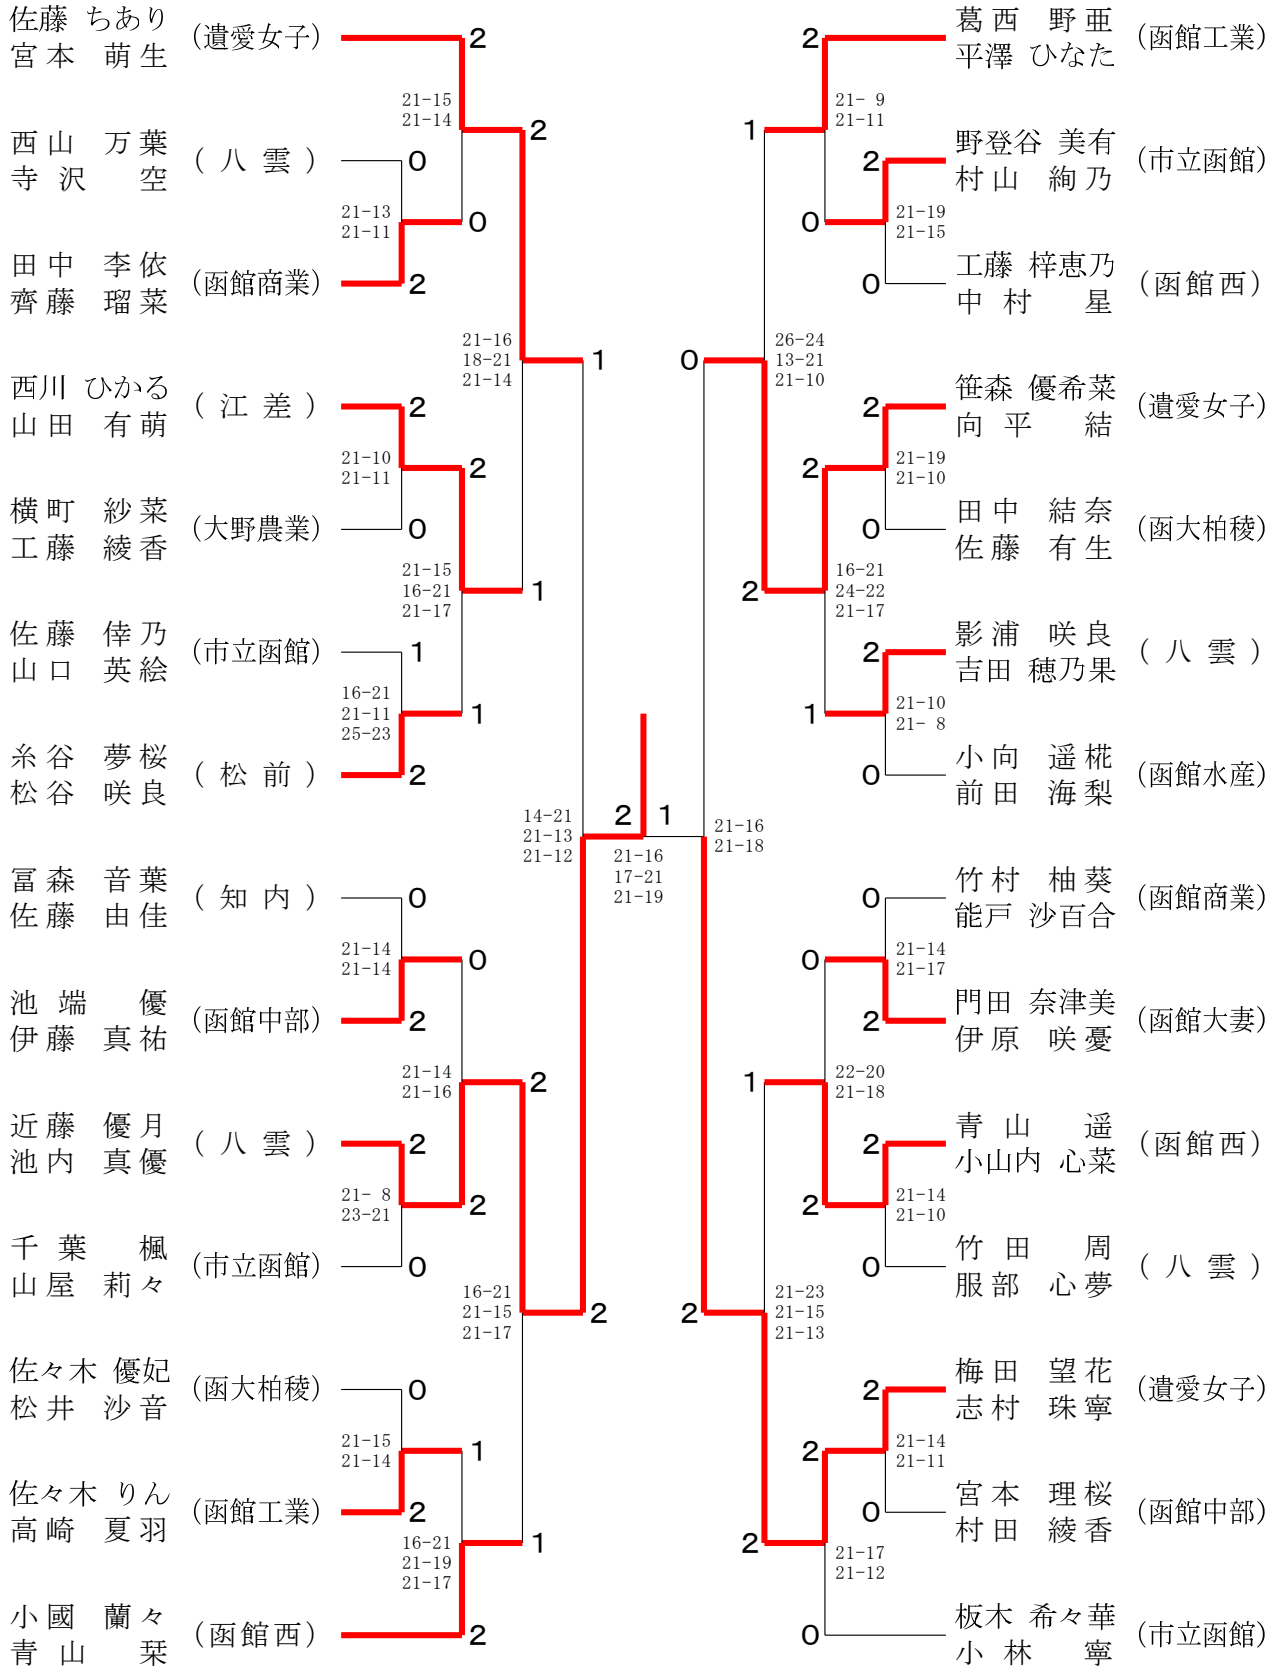 佐藤 ちあり
宮本 萌生
(遺愛女子)
2
21-15
21-14
2
西山 万葉
寺沢 空
(八雲)
0
21-13
21-11
0
田中 李依
齊藤 瑠菜
(函館商業)
2
21-16
18-21
21-14
1
西川 ひかる
山田 有萌
(江差)
2
21-10
21-11
2
横町 紗菜
工藤 綾香
(大野農業)
0
21-15
16-21
21-17
1
佐藤 倖乃
山口 英絵
(市立函館)
1
16-21
21-11
25-23
1
糸谷 夢桜
松谷 咲良
(松前)
2
14-21
21-13
21-12
冨森 音葉
佐藤 由佳
(知内)
0
21-14
21-14
0
池端 優
伊藤 真祐
(函館中部)
2
21-14
21-16
2
近藤 優月
池内 真優
(八雲)
2
21- 8
23-21
2
千葉 楓
山屋 莉々
(市立函館)
0
16-21
21-15
21-17
2
佐々木 優妃
松井 沙音
(函大柏稜)
0
21-15
21-14
1
佐々木 りん
高崎 夏羽
(函館工業)
2
16-21
21-19
21-17
1
小國 蘭々
青山 栞
(函館西)
2
2 1
21-16
17-21
21-19
葛西 野亜
平澤 ひなた
(函館工業)
2
21- 9
21-11
1
野登谷 美有
村山 絢乃
(市立函館)
2
21-19
21-15
0
工藤 梓恵乃
中村 星
(函館西)
0
26-24
13-21
21-10
0
笹森 優希菜
向平 結
(遺愛女子)
2
21-19
21-10
2
田中 結奈
佐藤 有生
(函大柏稜)
0
16-21
24-22
21-17
2
影浦 咲良
吉田 穂乃果
(八雲)
2
21-10
21- 8
1
小向 遥椛
前田 海梨
(函館水産)
0
21-16
21-18
竹村 柚葵
能戸 沙百合
(函館商業)
0
21-14
21-17
0
門田 奈津美
伊原 咲憂
(函館大妻)
2
22-20
21-18
1
青山 遥
小山内 心菜
(函館西)
2
21-14
21-10
2
竹田 周
服部 心夢
(八雲)
0
21-23
21-15
21-13
2
梅田 望花
志村 珠寧
(遺愛女子)
2
21-14
21-11
2
宮本 理桜
村田 綾香
(函館中部)
0
21-17
21-12
2
板木 希々華
小林 寧
(市立函館)
0